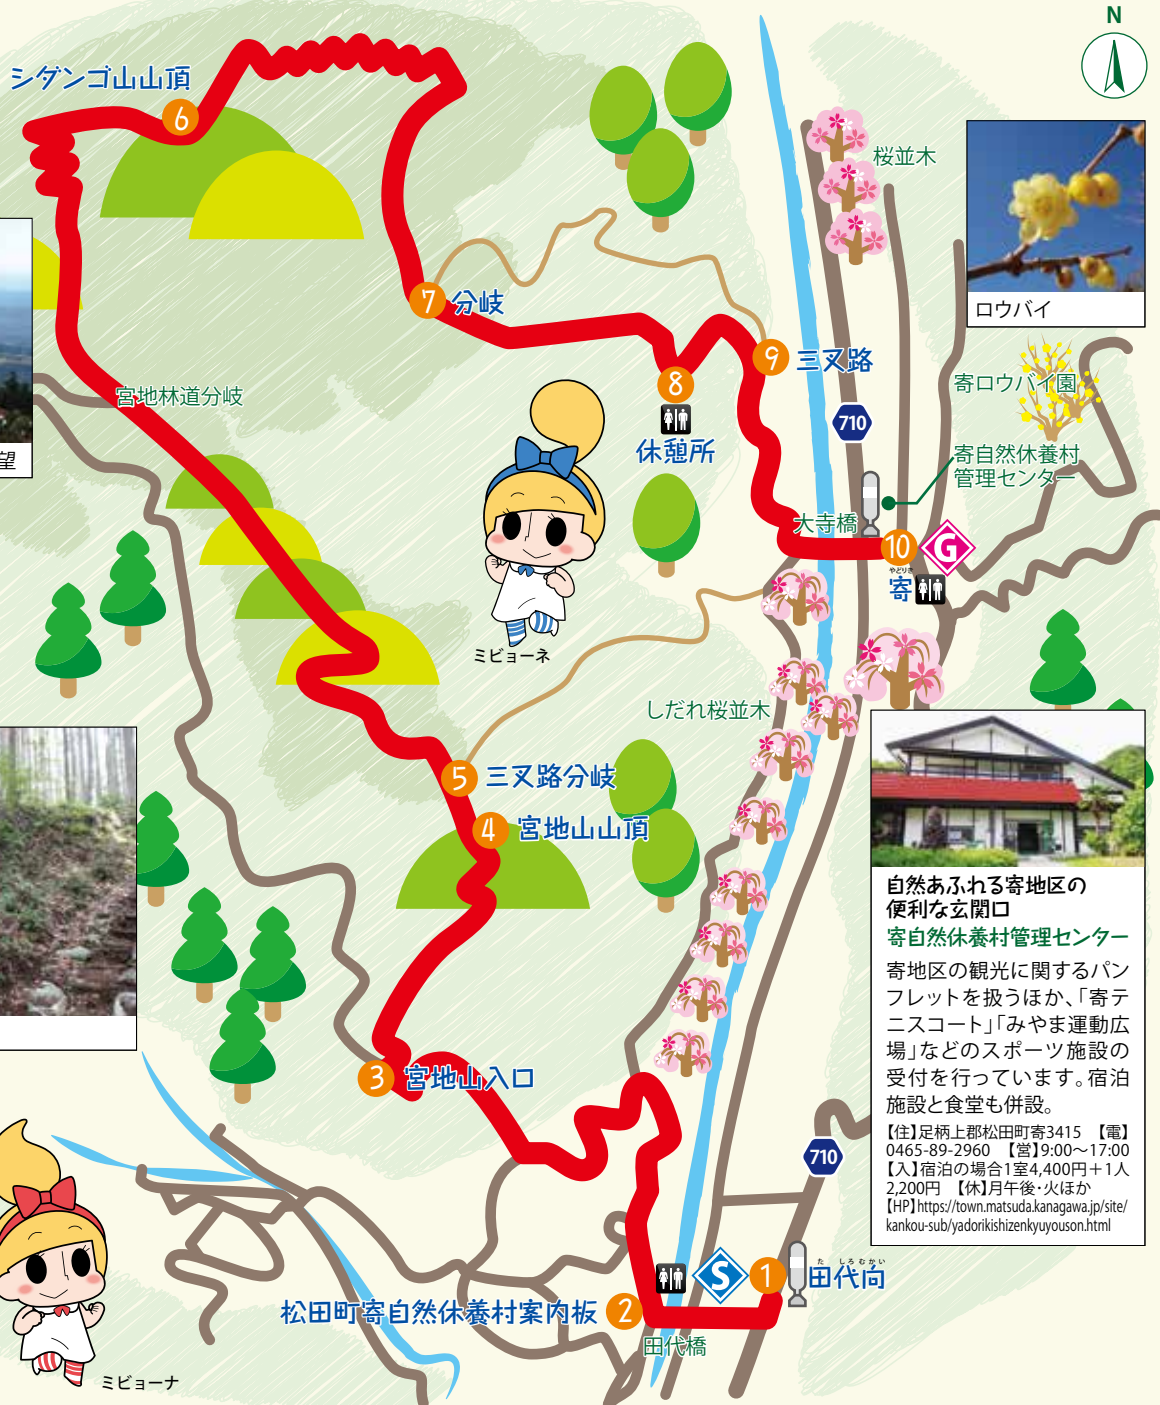 N
シダンゴ山山頂
6
桜並木
ロウバイ
7
分岐
9
三叉路
8
休憩所
710
寄ロウバイ園
寄自然休養村
管理センター
宮地林道分岐
望
大寺橋
10
G
やどりき
寄
ミビョーネ
しだれ桜並木
5
三叉路分岐
4
宮地山山頂
自然あふれる寄地区の
便利な玄関口
寄自然休養村管理センター
寄地区の観光に関するパン
フレットを扱うほか、「寄テ
ニスコート」「みやま運動広
場」などのスポーツ施設の
受付を行っています。宿泊
施設と食堂も併設。
【住】足柄上郡松田町寄3415 【電】
0465-89-2960 【営】9:00～17:00
【入】宿泊の場合1室4,400円＋1人
2,200円 【休】月午後・火ほか
【HP】https://town.matsuda.kanagawa.jp/site/
kankou-sub/yadorikishizenkyuyouson.html
3
宮地山入口
710
S
1
たしろむかい
田代向
松田町寄自然休養村案内板
2
田代橋
ミビョーナ